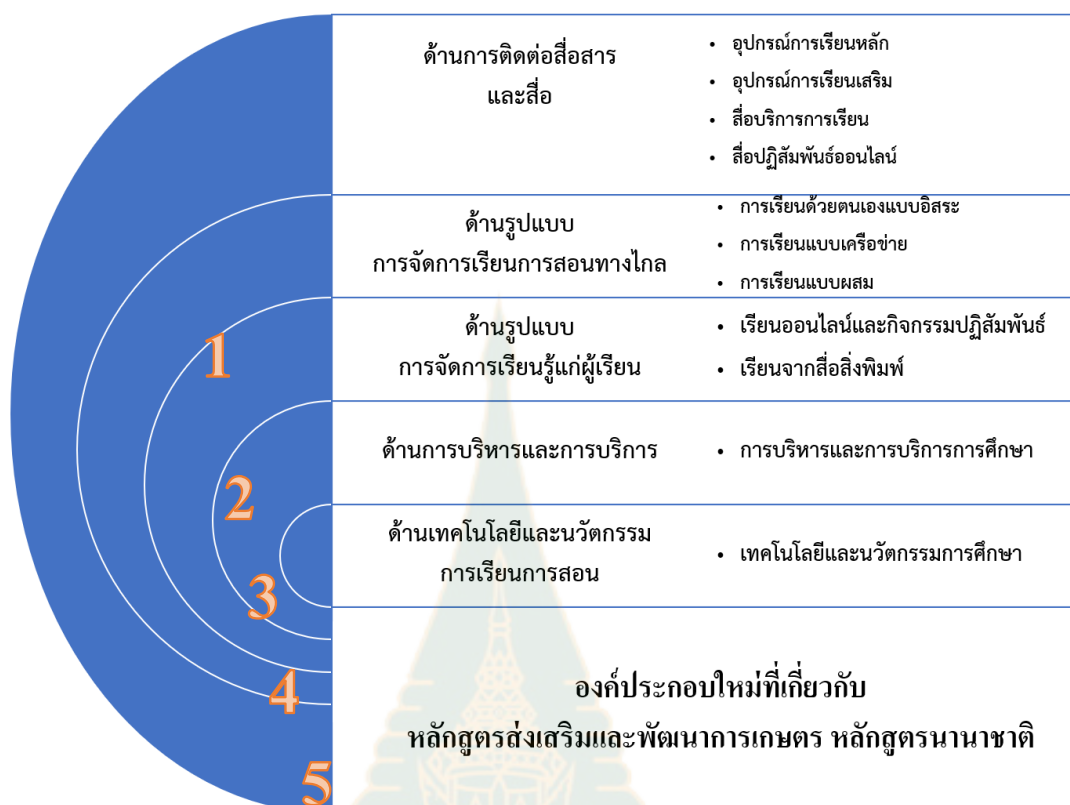 ด้านการติดต่อสื่อสาร
และสื่อ
• อุปกรณ์การเรียนหลัก
• อุปกรณ์การเรียนเสริม
• สื่อบริการการเรียน
• สื่อปฏิสัมพันธ์ออนไลน์
ด้านรูปแบบ
การจัดการเรียนการสอนทางไกล
• การเรียนด้วยตนเองแบบอิสระ
• การเรียนแบบเครือข่าย
• การเรียนแบบผสม
ด้านรูปแบบ
การจัดการเรียนรู้แก่ผู้เรียน
• เรียนออนไลน์และกิจกรรมปฏิสัมพันธ์
• เรียนจากสื่อสิ่งพิมพ์
ด้านการบริหารและการบริการ
• การบริหารและการบริการการศึกษา
ด้านเทคโนโลยีและนวัตกรรม
การเรียนการสอน
• เทคโนโลยีและนวัตกรรมการศึกษา
1
2
3
4
5
องค์ประกอบใหม่ที่เกี่ยวกับ
หลักสูตรส่งเสริมและพัฒนาการเกษตร หลักสูตรนานาชาติ